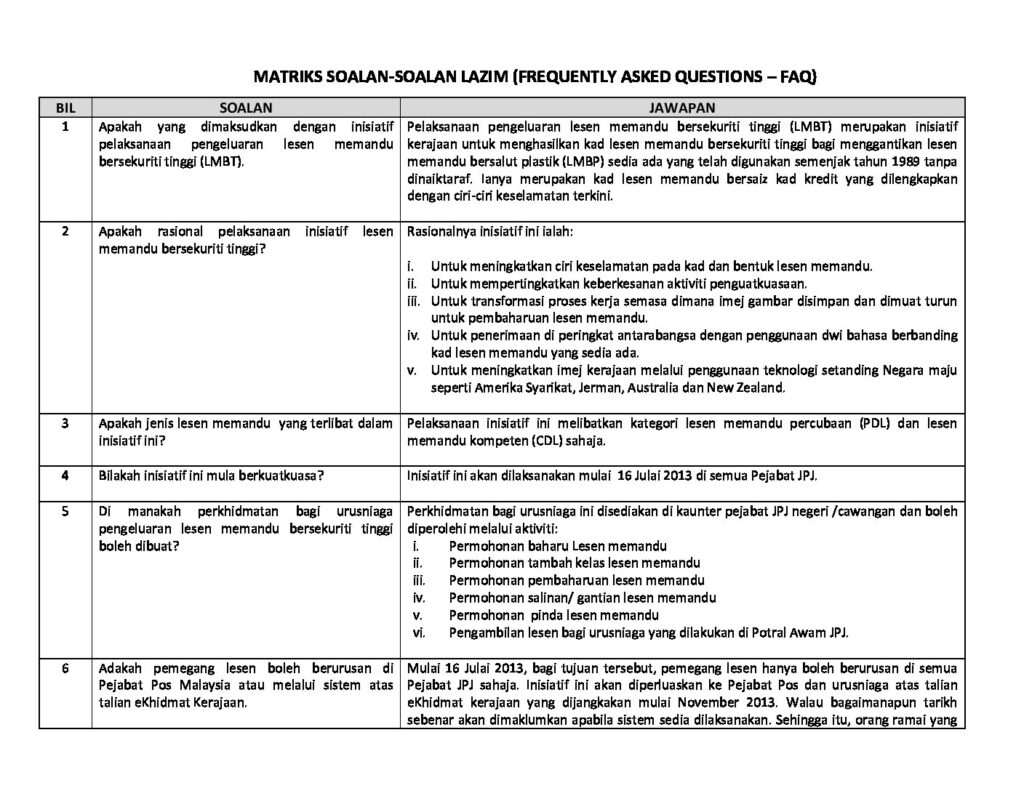 MATRIKS SOALAN-SOALAN LAZIM (FREQUENTLY ASKED QUESTIONS – FAQ)
BIL SOALAN JAWAPAN
1
Apakah yang dimaksudkan dengan inisiatif
pelaksanaan pengeluaran lesen memandu
bersekuriti tinggi (LMBT).
Pelaksanaan pengeluaran lesen memandu bersekuriti tinggi (LMBT) merupakan inisiatif
kerajaan untuk menghasilkan kad lesen memandu bersekuriti tinggi bagi menggantikan lesen
memandu bersalut plastik (LMBP) sedia ada yang telah digunakan semenjak tahun 1989 tanpa
dinaiktaraf. Ianya merupakan kad lesen memandu bersaiz kad kredit yang dilengkapkan
dengan ciri-ciri keselamatan terkini.
2
Apakah rasional pelaksanaan inisiatif lesen
memandu bersekuriti tinggi?
Rasionalnya inisiatif ini ialah:
i. Untuk meningkatkan ciri keselamatan pada kad dan bentuk lesen memandu.
ii. Untuk mempertingkatkan keberkesanan aktiviti penguatkuasaan.
iii. Untuk transformasi proses kerja semasa dimana imej gambar disimpan dan dimuat turun
untuk pembaharuan lesen memandu.
iv. Untuk penerimaan di peringkat antarabangsa dengan penggunaan dwi bahasa berbanding
kad lesen memandu yang sedia ada.
v. Untuk meningkatkan imej kerajaan melalui penggunaan teknologi setanding Negara maju
seperti Amerika Syarikat, Jerman, Australia dan New Zealand.
3
Apakah jenis lesen memandu yang terlibat dalam
inisiatif ini?
Pelaksanaan inisiatif ini melibatkan kategori lesen memandu percubaan (PDL) dan lesen
memandu kompeten (CDL) sahaja.
4
Bilakah inisiatif ini mula berkuatkuasa?
Inisiatif ini akan dilaksanakan mulai 16 Julai 2013 di semua Pejabat JPJ.
5
Di manakah perkhidmatan bagi urusniaga
pengeluaran lesen memandu bersekuriti tinggi
boleh dibuat?
Perkhidmatan bagi urusniaga ini disediakan di kaunter pejabat JPJ negeri /cawangan dan boleh
diperolehi melalui aktiviti:
i. Permohonan baharu Lesen memandu
ii. Permohonan tambah kelas lesen memandu
iii. Permohonan pembaharuan lesen memandu
iv. Permohonan salinan/ gantian lesen memandu
v. Permohonan pinda lesen memandu
vi. Pengambilan lesen bagi urusniaga yang dilakukan di Potral Awam JPJ.
6
Adakah pemegang lesen boleh berurusan di
Pejabat Pos Malaysia atau melalui sistem atas
talian eKhidmat Kerajaan.
Mulai 16 Julai 2013, bagi tujuan tersebut, pemegang lesen hanya boleh berurusan di semua
Pejabat JPJ sahaja. Inisiatif ini akan diperluaskan ke Pejabat Pos dan urusniaga atas talian
eKhidmat kerajaan yang dijangkakan mulai November 2013. Walau bagaimanapun tarikh
sebenar akan dimaklumkan apabila sistem sedia dilaksanakan. Sehingga itu, orang ramai yang